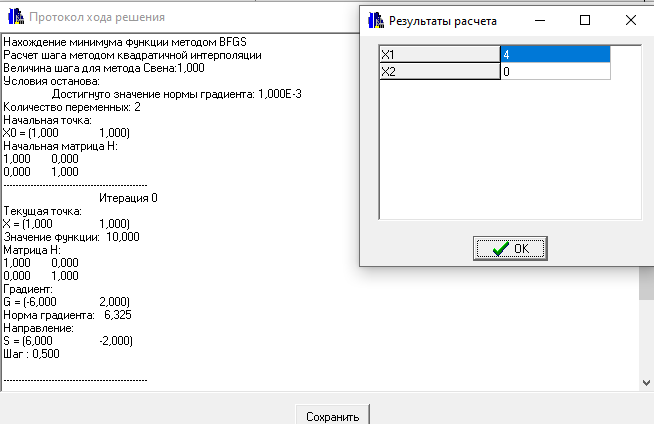 Протокол хода решения
Нахождение минимума функции методом BFGS
Расчет шага методом квадратичной интерполяции
Величина шага для метода Свена:1,000
Условия останова:
Достигнуто значение нормы градиента: 1,000E-3
Количество переменных: 2
Начальная точка:
X0 = (1,000 1,000)
Начальная матрица H:
1,000 0,000
0,000 1,000
------------------------------------------------
Итерация 0
Текущая точка:
X = (1,000 1,000)
Значение функции: 10,000
Матрица H:
1,000 0,000
0,000 1,000
Градиент:
G = (-6,000 2,000)
Норма градиента: 6,325
Направление:
S = (6,000 -2,000)
Шаг : 0,500
------------------------------------------------
Сохранить
Результаты расчета
X1 4
X2 0
OK